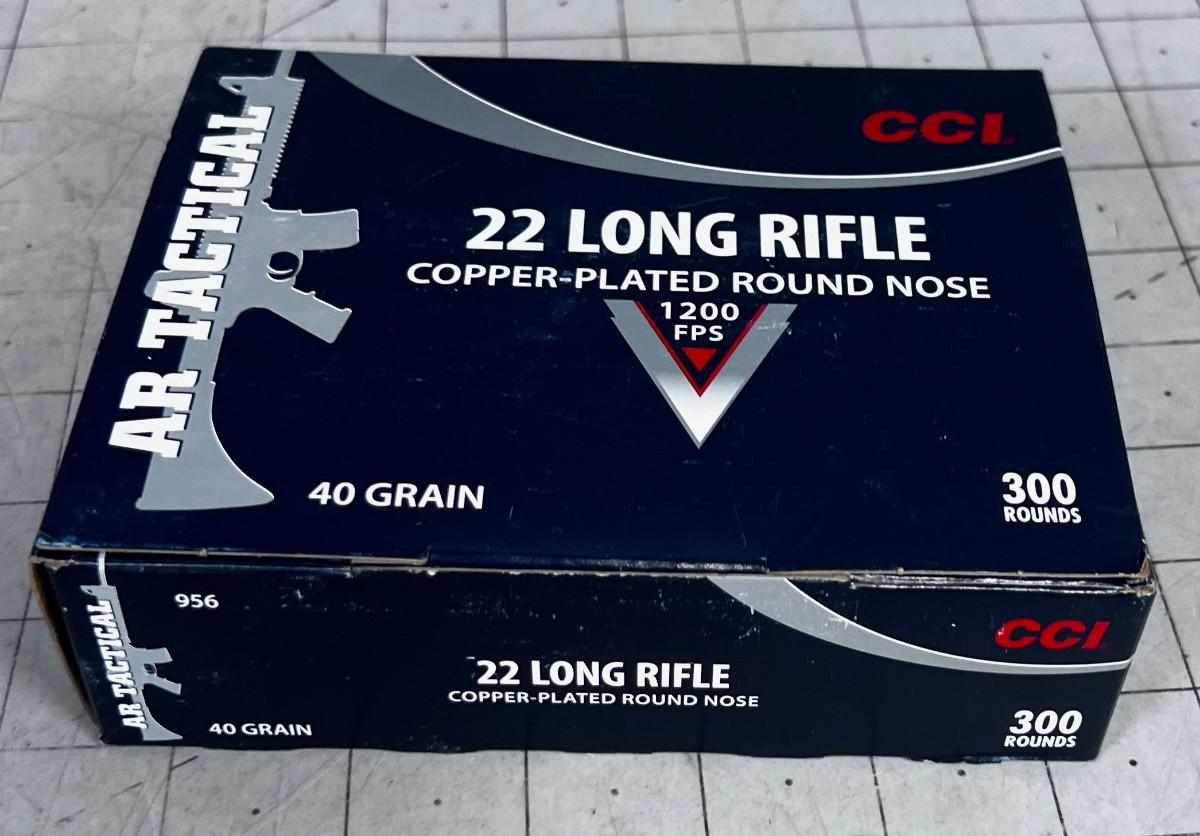 AR TACTICAL
CCI
22 LONG RIFLE
COPPER-PLATED ROUND NOSE
1200
FPS
40 GRAIN
300
ROUNDS
AR TACTICAL
956
CCI
22 LONG RIFLE
COPPER-PLATED ROUND NOSE
40 GRAIN
300
ROUNDS